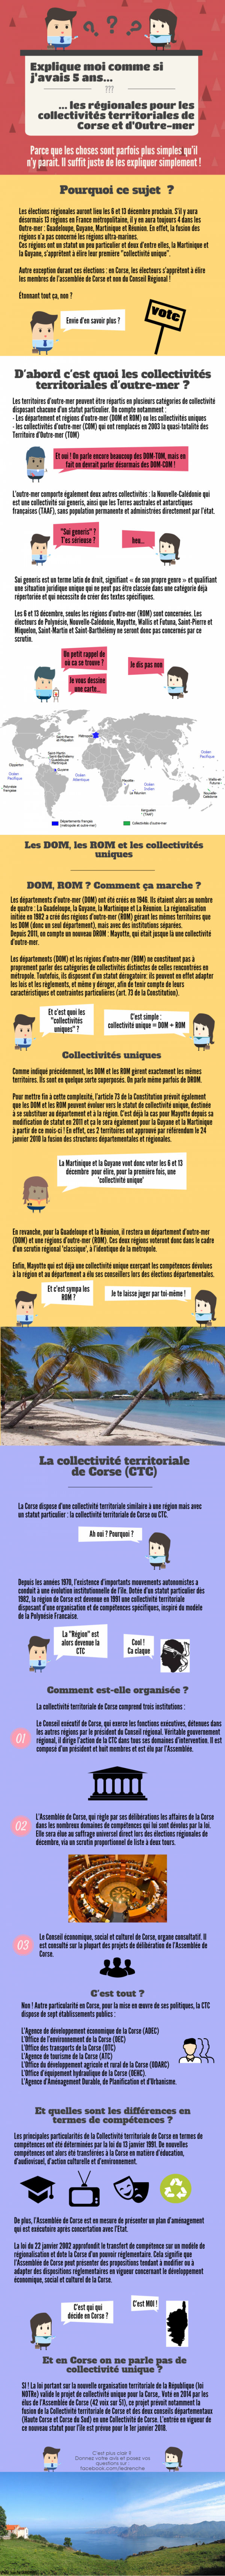 Explique moi comme si
j'avais 5 ans...
???
... les régionales pour les
collectivités territoriales de
Corse et d'Outre-mer
Parce que les choses sont parfois plus simples qu'il
n'y parait. Il suffit juste de les expliquer simplement !
Pourquoi ce sujet ?
Les élections régionales auront lieu les 6 et 13 décembre prochain. S'il y aura
désormais 13 régions en France métropolitaine, il y en aura toujours 4 dans les
Outre-mer : Guadeloupe, Guyane, Martinique et Réunion. En effet, la fusion des
régions n'a pas concerné les régions ultra-marines.
Ces régions ont un statut un peu particulier et deux d'entre elles, la Martinique et
la Guyane, s'apprêtent à élire leur première "collectivité unique".
Autre exception durant ces élections : en Corse, les électeurs s'apprêtent à élire
les membres de l'assemblée de Corse et non du Conseil Régional !
Étonnant tout ça, non ?
Envie d'en savoir plus ?
vote
D'abord c'est quoi les collectivités
territoriales d'outre-mer ?
Les territoires d'outre-mer peuvent être répartis en plusieurs catégories de collectivité
disposant chacune d'un statut particulier. On compte notamment :
- Les département et régions d'outre-mer (DOM et ROM) ou les collectivités uniques
- les collectivités d'outre-mer (COM) qui ont remplacés en 2003 la quasi-totalité des
Territoire d'Outre-mer (TOM)
Et oui ! On parle encore beaucoup des DOM-TOM, mais en
fait on devrait parler désormais des DOM-COM !
L'outre-mer comporte également deux autres collectivités : la Nouvelle-Calédonie qui
est une collectivité sui generis, ainsi que les Terres australes et antarctiques
françaises (TAAF), sans population permanente et administrées directement par l'etat.
"Sui generis" ?
T'es sérieuse ?
heu...
Sui generis est un terme latin de droit, signifiant « de son propre genre » et qualifiant
une situation juridique unique qui ne peut pas être classée dans une catégorie déjà
répertoriée et qui nécessite de créer des textes spécifiques.
Les 6 et 13 décembre, seules les régions d'outre-mer (ROM) sont concernées. Les
électeurs de Polynésie, Nouvelle-Calédonie, Mayotte, Wallis et Futuna, Saint-Pierre et
Miquelon, Saint-Martin et Saint-Barthélemy ne seront donc pas concernés par ce
scrutin.
Un petit rappel de
où ca se trouve ?
Je dis pas non
Je vous dessine
une carte...
Saint-Pierre
et-Miquelon
Métropole
Saint-Martin
Saint-Barthélemy
Guadeloupe
Martinique
Guyane
Clipperton
Océan
Pacifique
Océan
Pacifique
Océan
Atlantique
Polynésie
française
Mayotte
Océan
Indien
La Réunion
Wallis-et-
Futuna
Nouvelle
Calédonie
Kerguelen
(TAAF)
Départements français
(métropole et outre-mer)
Collectivités d'outre-mer
Les DOM, les ROM et les collectivités
uniques
DOM, ROM ? Comment ça marche ?
Les départements d'outre-mer (DOM) ont été créés en 1946. Ils étaient alors au nombre
de quatre : La Guadeloupe, la Guyane, la Martinique et La Réunion. La régionalisation
initiée en 1982 a créé des régions d'outre-mer (ROM) gérant les mêmes territoires que
les DOM (donc un seul département), mais avec des institutions séparées.
Depuis 2011, on compte un nouveau DROM : Mayotte, qui était jusque là une collectivité
d'outre-mer.
Les départements (DOM) et les régions d'outre-mer (ROM) ne constituent pas à
proprement parler des catégories de collectivités distinctes de celles rencontrées en
métropole. Toutefois, ils disposent d'un statut dérogatoire: ils peuvent en effet adapter
les lois et les règlements, et même y déroger, afin de tenir compte de leurs
caractéristiques et contraintes particulières (art. 73 de la Constitution).
Et c'est quoi les
"collectivités
uniques" ?
C'est simple :
collectivité unique = DOM + ROM
Collectivités uniques
Comme indiqué précédemment, les DOM et les ROM gèrent exactement les mêmes
territoires. Ils sont en quelque sorte superposés. On parle même parfois de DROM.
Pour mettre fin à cette complexité, l'article 73 de la Constitution prévoit également
que les DOM et les ROM peuvent évoluer vers le statut de collectivité unique, destinée
à se substituer au département et à la région. C'est déjà le cas pour Mayotte depuis sa
modification de statut en 2011 et ca le sera également pour la Guyane et la Martinique
à partir de ce mois-ci ! En effet, ces 2 territoires ont approuvé par référendum le 24
janvier 2010 la fusion des structures départementales et régionales.
La Martinique et la Guyane vont donc voter les 6 et 13
décembre pour élire, pour la première fois, une
'collectivité unique'
En revanche, pour la Guadeloupe et la Réunion, il restera un département d'outre-mer
(DOM) et une régions d'outre-mer (ROM). Ces deux régions voteront donc dans le cadre
d'un scrutin régional 'classique', à l'identique de la métropole.
Enfin, Mayotte qui est déjà une collectivité unique exerçant les compétences dévolues
à la région et au département a élu ses conseillers lors des élections départementales.
Et c'est sympa les
ROM ?
Je te laisse juger par toi-même !
La collectivité territoriale
de Corse (CTC)
La Corse dispose d'une collectivité territoriale similaire à une région mais avec
un statut particulier : la collectivité territoriale de Corse ou CTC.
Ah oui ? Pourquoi ?
Depuis les années 1970, l'existence d'importants mouvements autonomistes a
conduit à une évolution institutionnelle de l'île. Dotée d'un statut particulier dès
1982, la région de Corse est devenue en 1991 une collectivité territoriale
disposant d'une organisation et de compétences spécifiques, inspiré du modèle
de la Polynésie Francaise.
La "Région" est
alors devenue la
CTC
Cool !
Ca claque
Comment est-elle organisée ?
La collectivité territoriale de Corse comprend trois institutions :
01
Le Conseil exécutif de Corse, qui exerce les fonctions exécutives, détenues dans
les autres régions par le président de Conseil régional. Véritable gouvernement
régional, il dirige l'action de la CTC dans tous ses domaines d'intervention. Il est
composé d'un président et huit membres et est élu par l'Assemblée.
02
L'Assemblée de Corse, qui règle par ses délibérations les affaires de la Corse
dans les nombreux domaines de compétences qui lui sont dévolus par la loi.
Elle sera élue au suffrage universel direct lors des élections régionales de
décembre, via un scrutin proportionnel de liste à deux tours.
03
Le Conseil économique, social et culturel de Corse, organe consultatif. Il
est consulté sur la plupart des projets de délibération de l'Assemblée de
Corse.
C'est tout ?
Non ! Autre particularité en Corse, pour la mise en œuvre de ses politiques, la CTC
dispose de sept établissements publics :
L'Agence de développement économique de la Corse (ADEC)
L'Office de l'environnement de la Corse (OEC)
L'Office des transports de la Corse (OTC)
L'Agence de tourisme de la Corse (ATC)
L'Office du développement agricole et rural de la Corse (ODARC)
L'Office d'équipement hydraulique de la Corse (OEHC).
L'Agence d'Aménagement Durable, de Planification et d'Urbanisme.
Et quelles sont les différences en
termes de compétences ?
Les principales particularités de la Collectivité territoriale de Corse en termes de
compétences ont été déterminées par la loi du 13 janvier 1991. De nouvelles
compétences ont alors été transférées à la Corse en matière d'éducation,
d'audiovisuel, d'action culturelle et d'environnement.
De plus, l'Assemblée de Corse est en mesure de présenter un plan d'aménagement
qui est exécutoire après concertation avec l'Etat.
La loi du 22 janvier 2002 approfondit le transfert de compétence sur un modèle de
régionalisation et dote la Corse d'un pouvoir réglementaire. Cela signifie que
l'Assemblée de Corse peut présenter des propositions tendant à modifier ou à
adapter des dispositions réglementaires en vigueur concernant le développement
économique, social et culturel de la Corse.
C'est qui qui
décide en Corse ?
C'est MOI !
Et en Corse on ne parle pas de
collectivité unique ?
SI ! La loi portant sur la nouvelle organisation territoriale de la République (loi
NOTRe) valide le projet de collectivité unique pour la Corse, Voté en 2014 par les
élus de l'Assemblée de Corse (42 voix sur 51), ce projet prévoit notamment la
fusion de la Collectivité territoriale de Corse et des deux conseils départementaux
(Haute Corse et Corse du Sud) en une Collectivité de Corse. L'entrée en vigueur de
ce nouveau statut pour l'île est prévue pour le 1er janvier 2018.
C'est plus clair ?
Donnez votre avis et posez vos
questions sur :
facebook.com/ledrenche